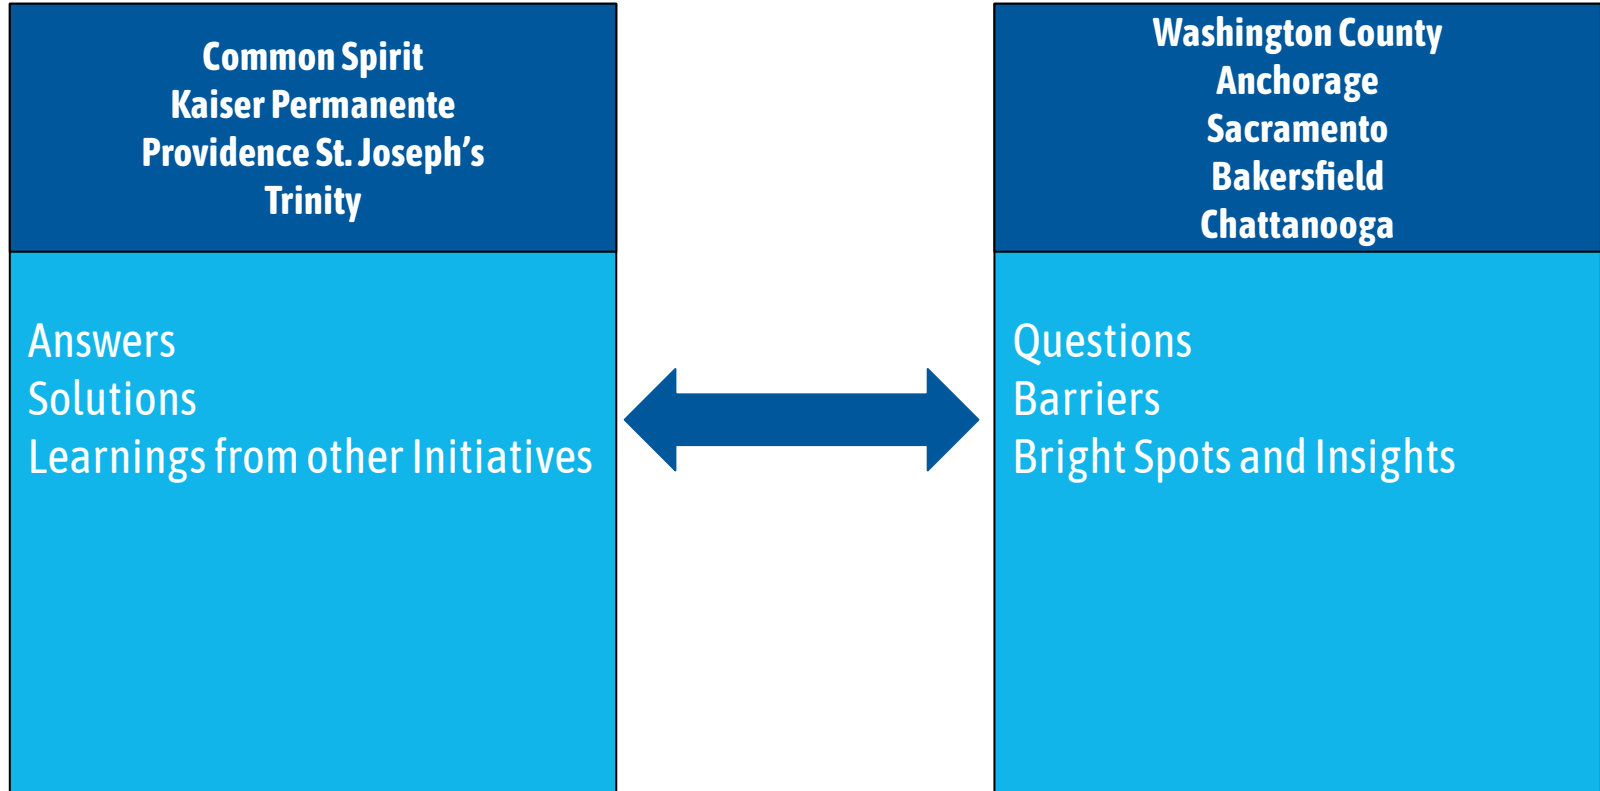 Common Spirit
Kaiser Permanente
Providence St. Joseph’s
Trinity
Answers
Solutions
Learnings from other Initiatives
Washington County
Anchorage
Sacramento
Bakersfield
Chattanooga
Questions
Barriers
Bright Spots and Insights